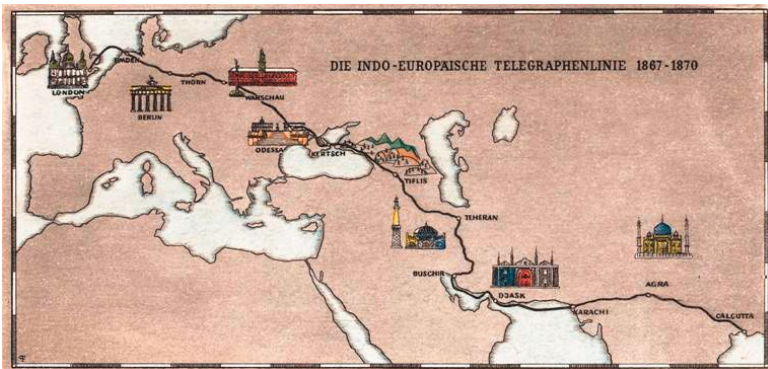 DIE INDO-EUROPÄISCHE TELEGRAPHENLINIE 1867-1870
LONDON
EMDEN
BERLIN
THORN
WARSCHAU
ODESSA
KERTSCH
TIFLIS
TEHERAN
BUSCHIR
DJASK
KARACHI
AGRA
CALCUTTA